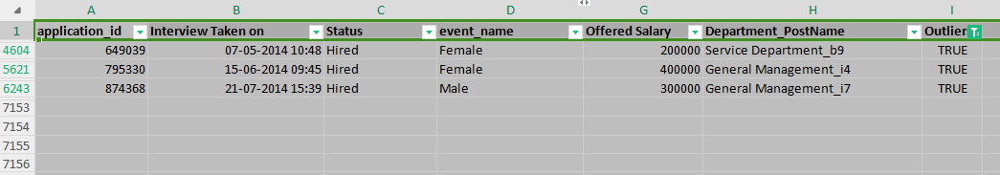 A B C D G H I
1 application_id Interview Taken on Status event_name Offered Salary Department_PostName Outlier
4604 649039 07-05-2014 10:48 Hired Female 200000 Service Department_b9 TRUE
5621 795330 15-06-2014 09:45 Hired Female 400000 General Management_i4 TRUE
6243 874368 21-07-2014 15:39 Hired Male 300000 General Management_i7 TRUE
7153
7154
7155
7156